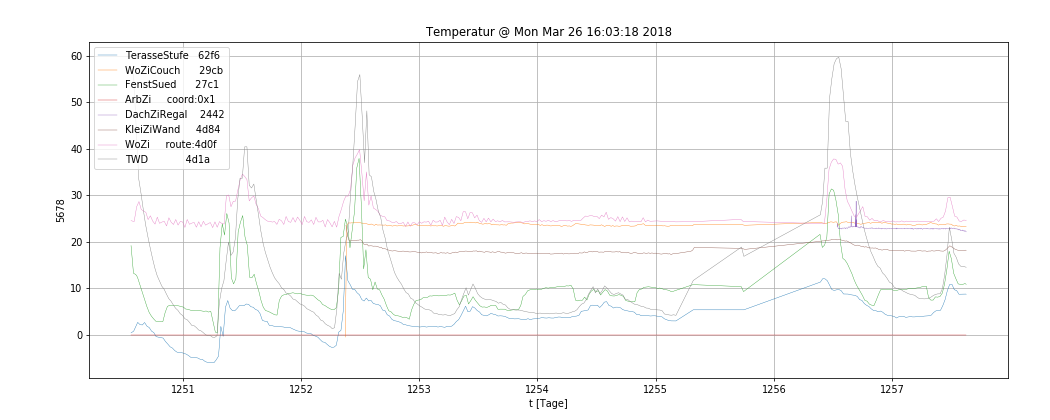 Temperatur @ Mon Mar 26 16:03:18 2018
60
50
40
30
20
10
0
5678
TerasseStufe 62f6
WoZiCouch 29cb
FenstSued 27c1
ArbZi coord:0x1
DachZiRegal 2442
KleiZiWand 4d84
WoZi route:4d0f
TWD 4d1a
1251 1252 1253 1254 1255 1256 1257
t [Tage]